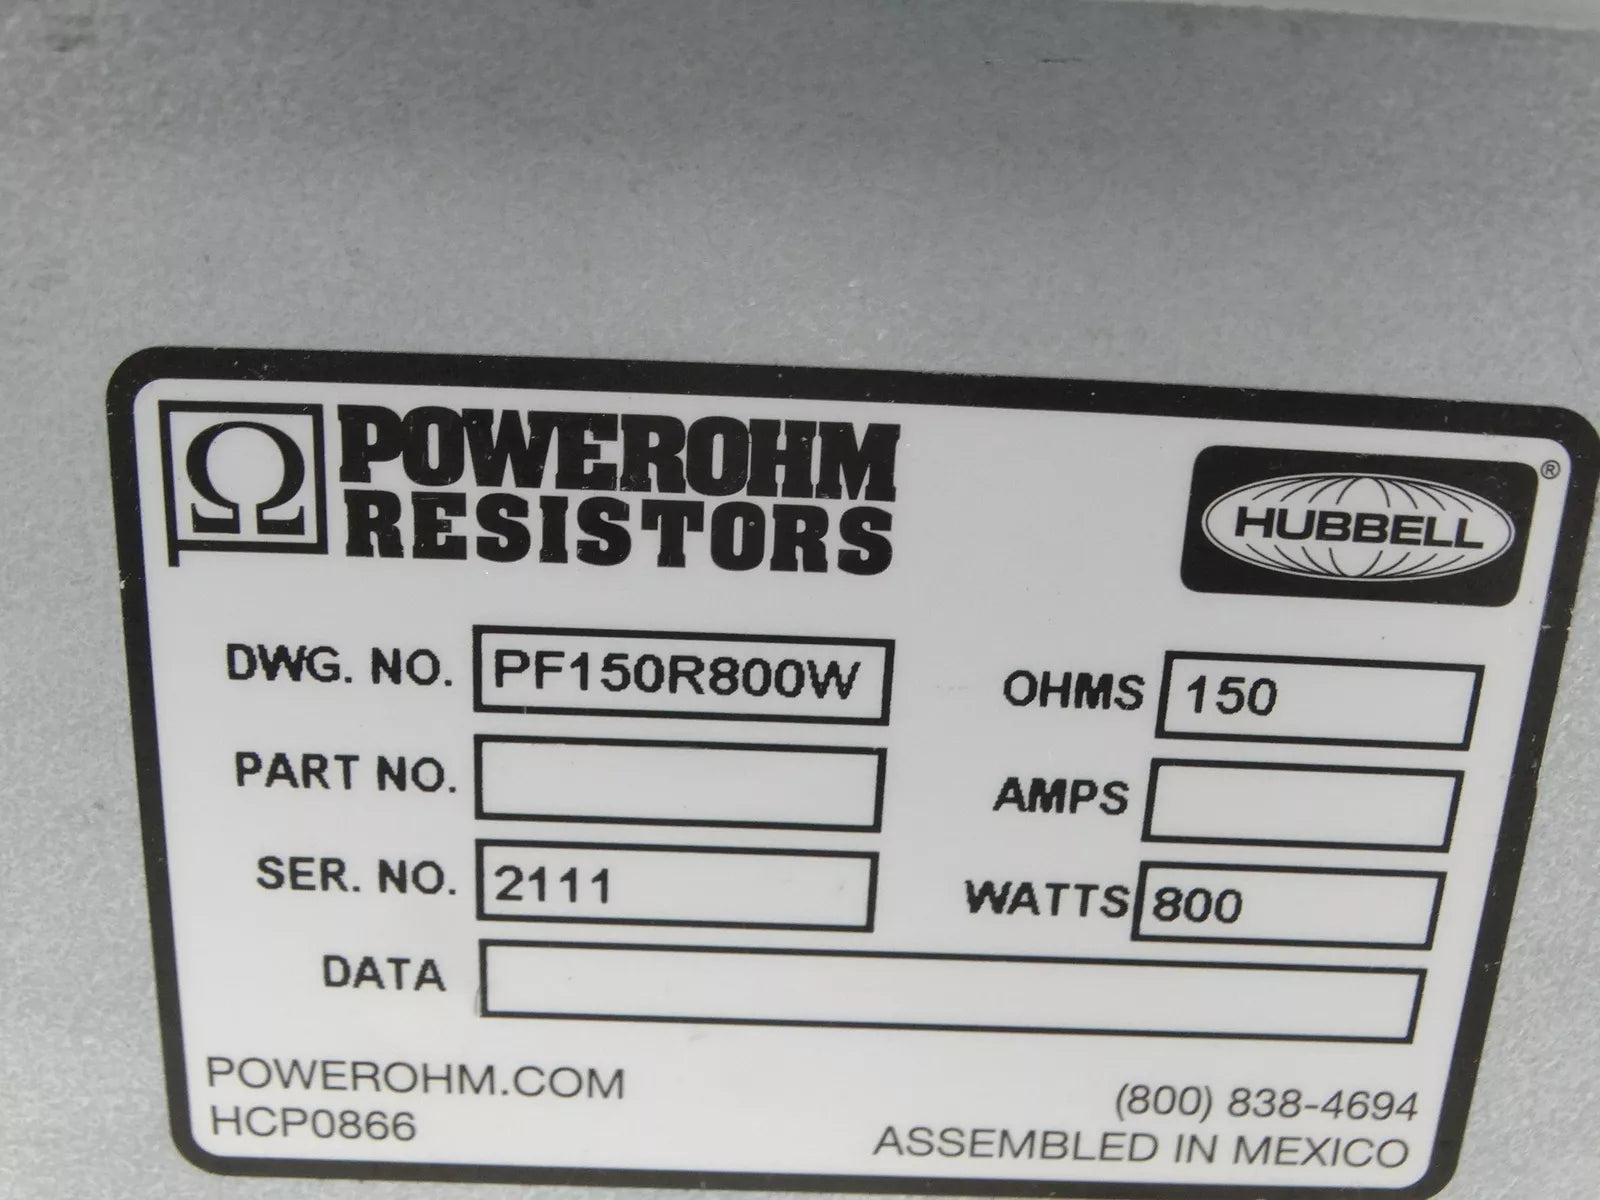 Ω POWEROHM
RESISTORS
HUBBELL ®
DWG. NO. PF150R800W
OHMS 150
PART NO.
AMPS
SER. NO. 2111
WATTS 800
DATA
POWEROHM.COM
HCP0866
(800) 838-4694
ASSEMBLED IN MEXICO